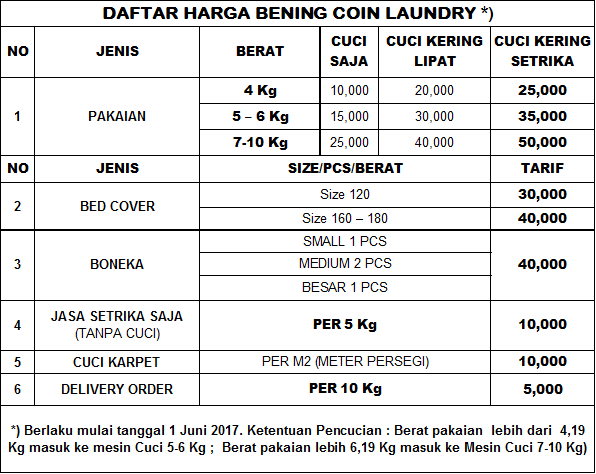 DAFTAR HARGA BENING COIN LAUNDRY *)
NO JENIS BERAT CUCI SAJA CUCI KERING LIPAT CUCI KERING SETRIKA
1 PAKAIAN 4 Kg 10,000 20,000 25,000
5 – 6 Kg 15,000 30,000 35,000
7-10 Kg 25,000 40,000 50,000
NO JENIS SIZE/PCS/BERAT TARIF
2 BED COVER Size 120 30,000
Size 160 – 180 40,000
3 BONEKA SMALL 1 PCS 40,000
MEDIUM 2 PCS
BESAR 1 PCS
4 JASA SETRIKA SAJA (TANPA CUCI) PER 5 Kg 10,000
5 CUCI KARPET PER M2 (METER PERSEGI) 10,000
6 DELIVERY ORDER PER 10 Kg 5,000
*) Berlaku mulai tanggal 1 Juni 2017. Ketentuan Pencucian : Berat pakaian lebih dari 4,19
Kg masuk ke mesin Cuci 5-6 Kg ; Berat pakaian lebih 6,19 Kg masuk ke Mesin Cuci 7-10 Kg)